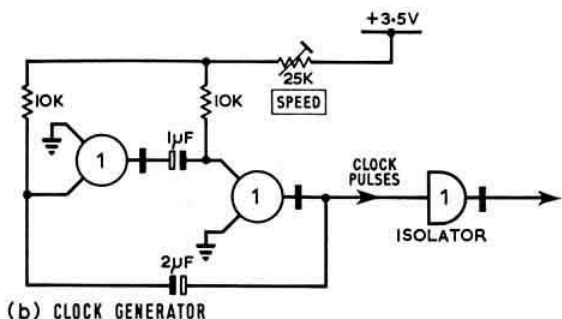 +3·5V
10K
10K
25K
SPEED
1
1µF
1
CLOCK
PULSES
1
ISOLATOR
2µF
(b) CLOCK GENERATOR